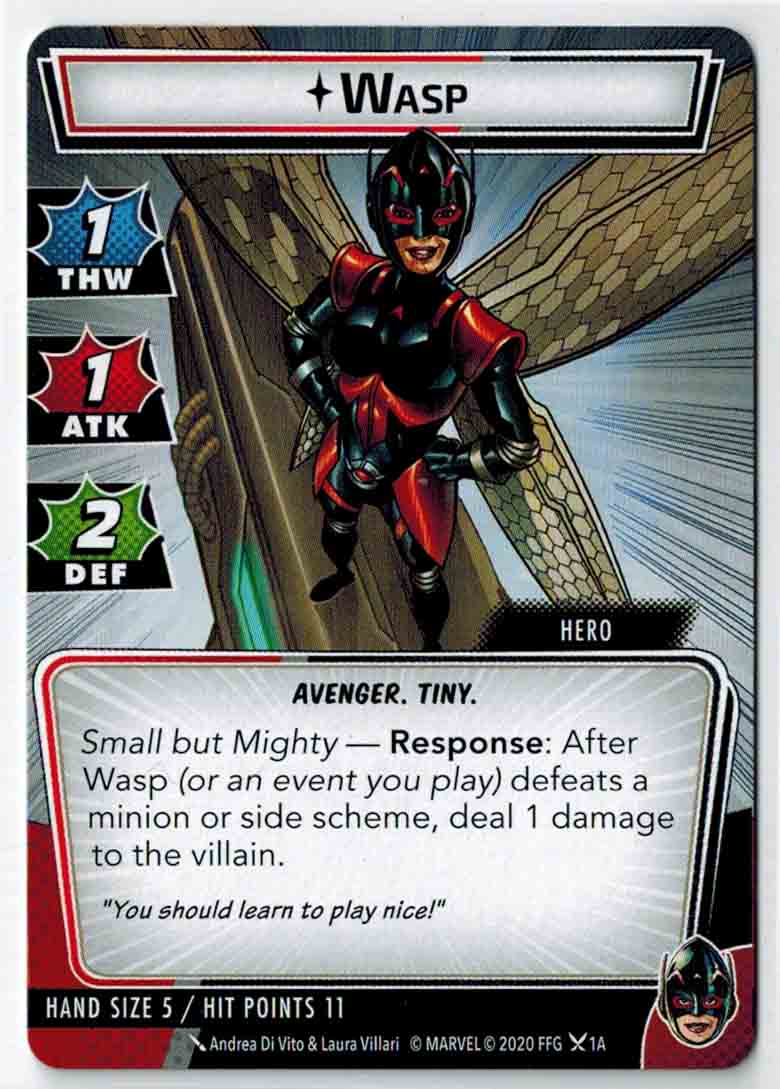 WASP
1
THW
1
ATK
2
DEF
HERO
AVENGER. TINY.
Small but Mighty — Response: After
Wasp (or an event you play) defeats a
minion or side scheme, deal 1 damage
to the villain.
"You should learn to play nice!"
HAND SIZE 5 / HIT POINTS 11
Andrea Di Vito & Laura Villari © MARVEL © 2020 FFG 1A